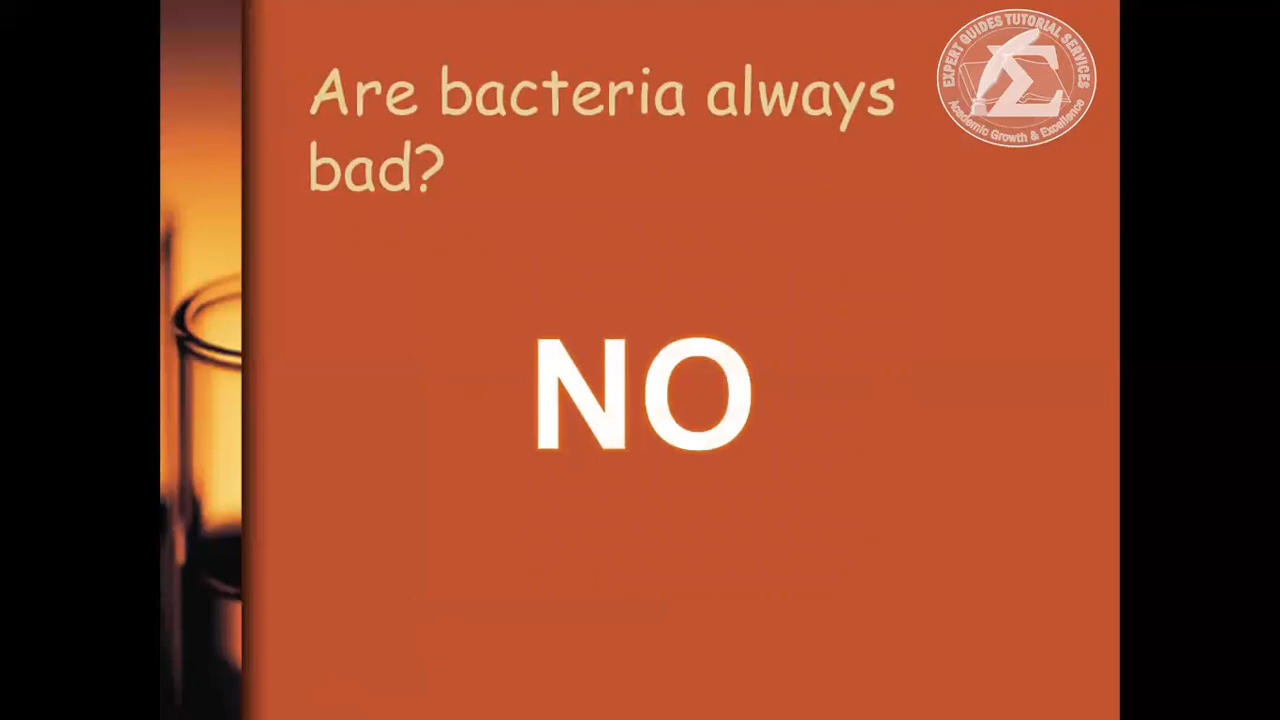 Are bacteria always
bad?
EXPERT GUIDES TUTORIAL SERVICES
Σ
Academic Growth & Excellence
NO